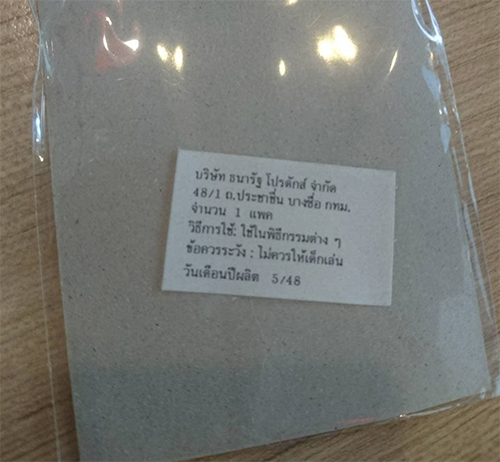 บริษัท ธนารัฐ โปรดักส์ จำกัด
48/1 ถ.ประชาชื่น บางซื่อ กทม.
จำนวน 1 แพค
วิธีการใช้: ใช้ในพิธีกรรมต่าง ๆ
ข้อควรระวัง : ไม่ควรให้เด็กเล่น
วันเดือนปีผลิต 5/48